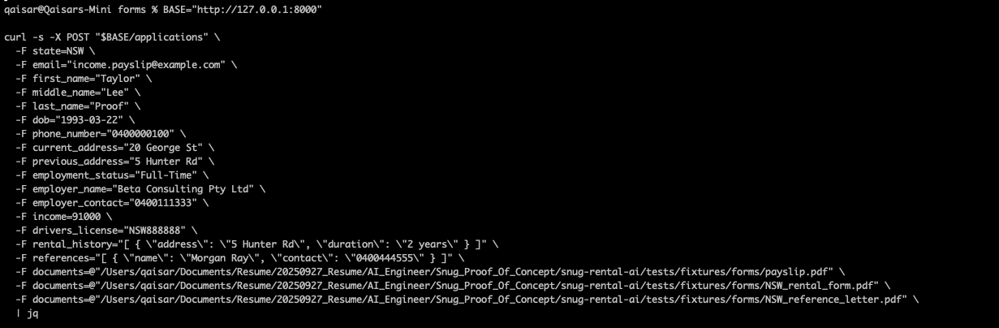 qaisar@Qaisars-Mini forms % BASE="http://127.0.0.1:8000"
curl -s -X POST "$BASE/applications" \
-F state=NSW \
-F email="income.payslip@example.com" \
-F first_name="Taylor" \
-F middle_name="Lee" \
-F last_name="Proof" \
-F dob="1993-03-22" \
-F phone_number="0400000100" \
-F current_address="20 George St" \
-F previous_address="5 Hunter Rd" \
-F employment_status="Full-Time" \
-F employer_name="Beta Consulting Pty Ltd" \
-F employer_contact="0400111333" \
-F income=91000 \
-F drivers_license="NSW888888" \
-F rental_history="[ { \"address\": \"5 Hunter Rd\", \"duration\": \"2 years\" } ]" \
-F references="[ { \"name\": \"Morgan Ray\", \"contact\": \"0400444555\" } ]" \
-F documents=@"/Users/qaisar/Documents/Resume/20250927_Resume/AI_Engineer/Snug_Proof_Of_Concept/snug-rental-ai/tests/fixtures/forms/payslip.pdf" \
-F documents=@"/Users/qaisar/Documents/Resume/20250927_Resume/AI_Engineer/Snug_Proof_Of_Concept/snug-rental-ai/tests/fixtures/forms/NSW_rental_form.pdf" \
-F documents=@"/Users/qaisar/Documents/Resume/20250927_Resume/AI_Engineer/Snug_Proof_Of_Concept/snug-rental-ai/tests/fixtures/forms/NSW_reference_letter.pdf" \
| jq